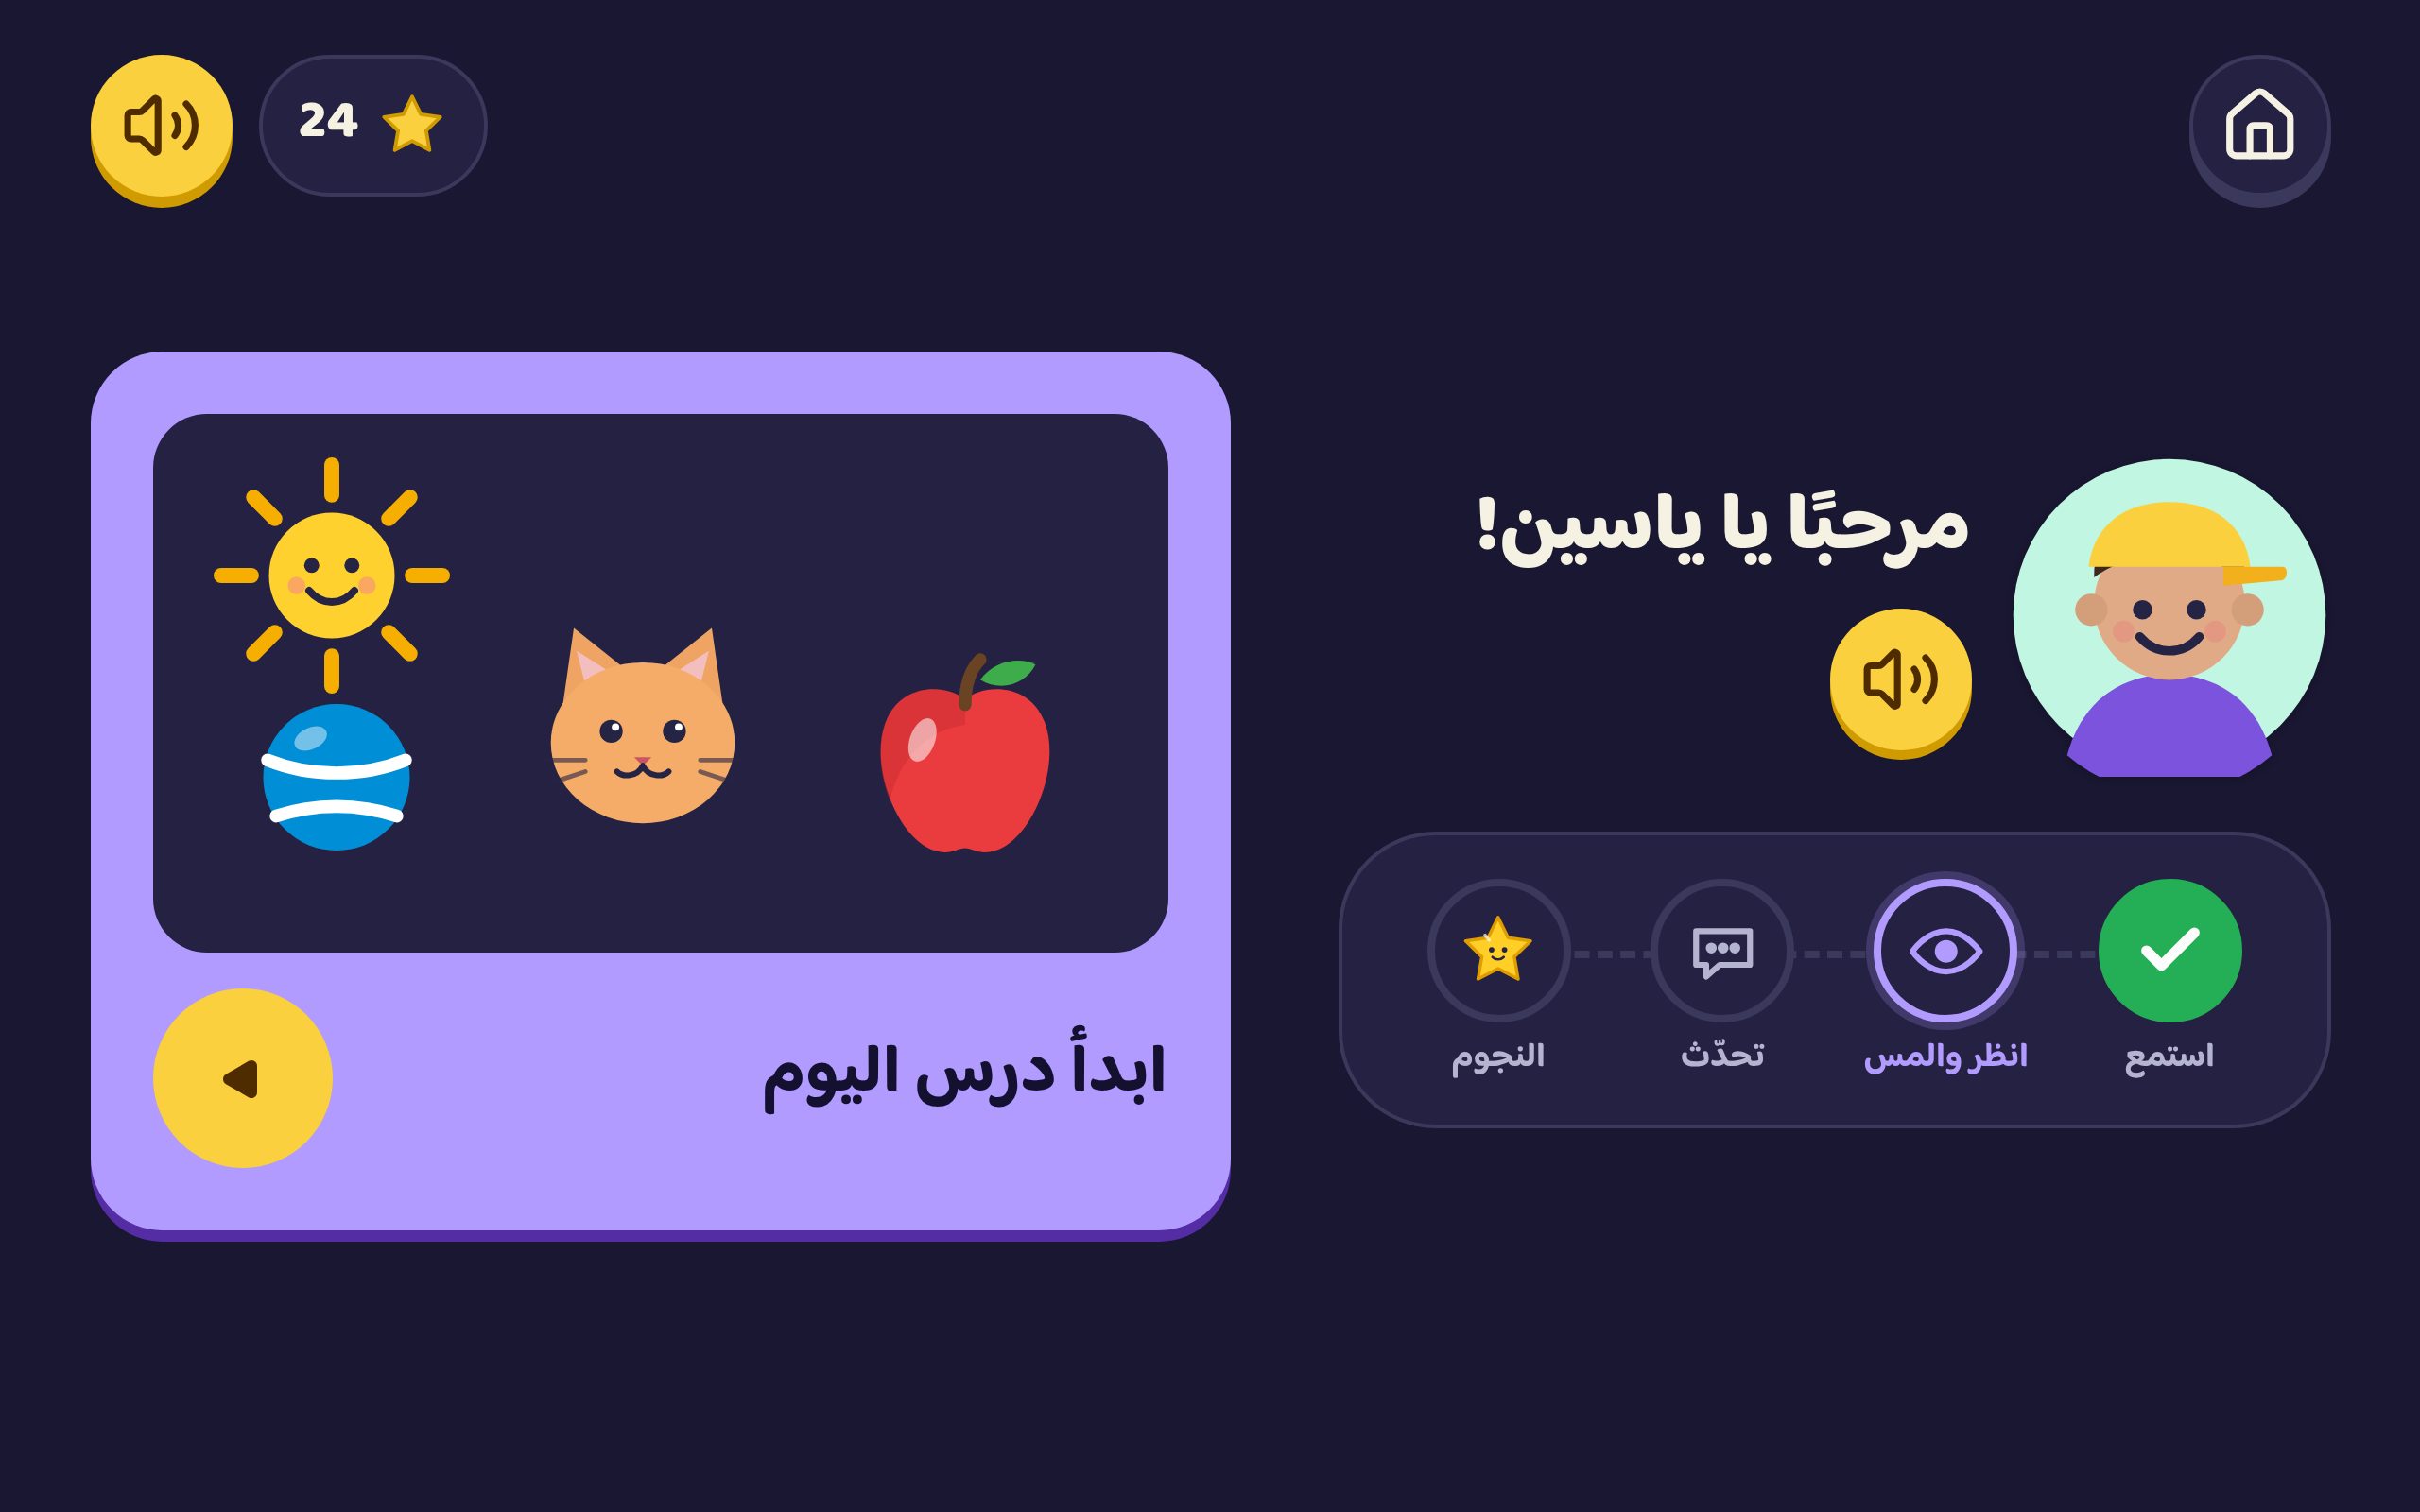 24
مرحبًا يا ياسين!
استمع
انظر والمس
تحدّث
النجوم
ابدأ درس اليوم